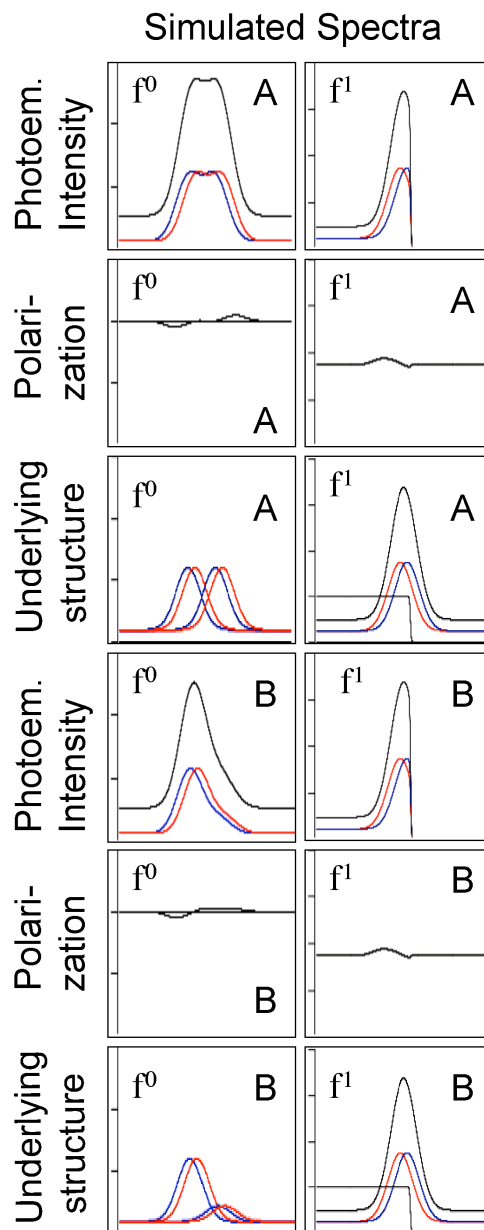 Simulated Spectra
Photoem.
Intensity
f⁰ A
f¹ A
Polari-
zation
f⁰ A
f¹ A
Underlying
structure
f⁰ A
f¹ A
Photoem.
Intensity
f⁰ B
f¹ B
Polari-
zation
f⁰ B
f¹ B
Underlying
structure
f⁰ B
f¹ B